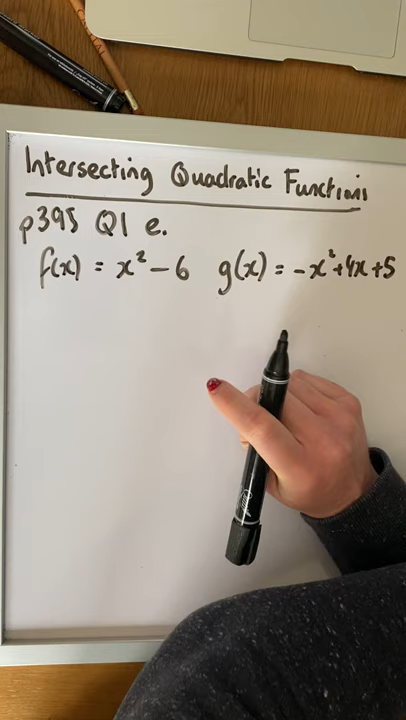 Intersecting Quadratic Functions
p395 Q1 e.
f(x) = x² - 6 g(x) = -x² + 4x + 5